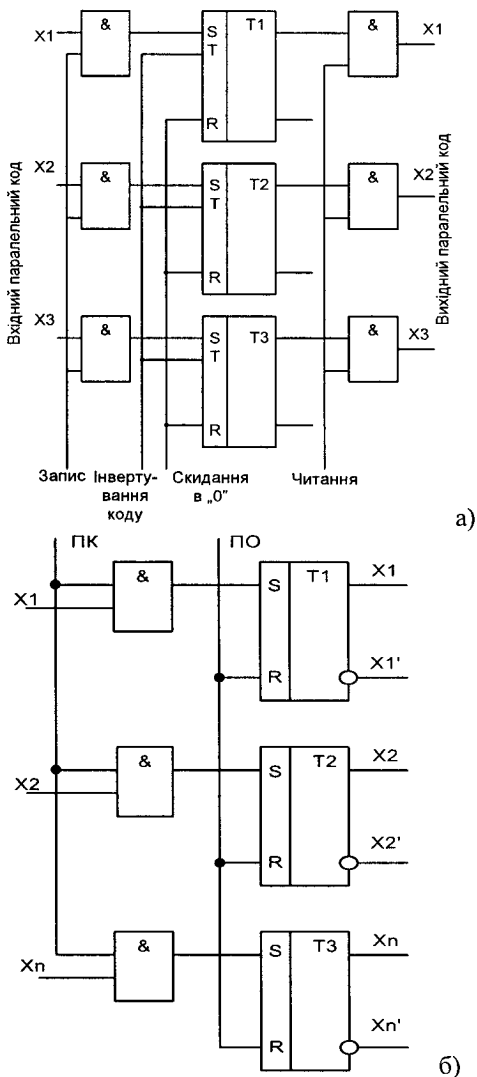 X1
&
S
T
R
T1
&
X1
X2
&
S
T
R
T2
&
X2
X3
&
S
T
R
T3
&
X3
Вхідний паралельний код
Вихідний паралельний код
Запис
Інверту-
вання
коду
Скидання
в „0”
Читання
а)
ПК
ПО
X1
&
S
R
T1
X1
X1'
X2
&
S
R
T2
X2
X2'
Xn
&
S
R
T3
Xn
Xn'
б)